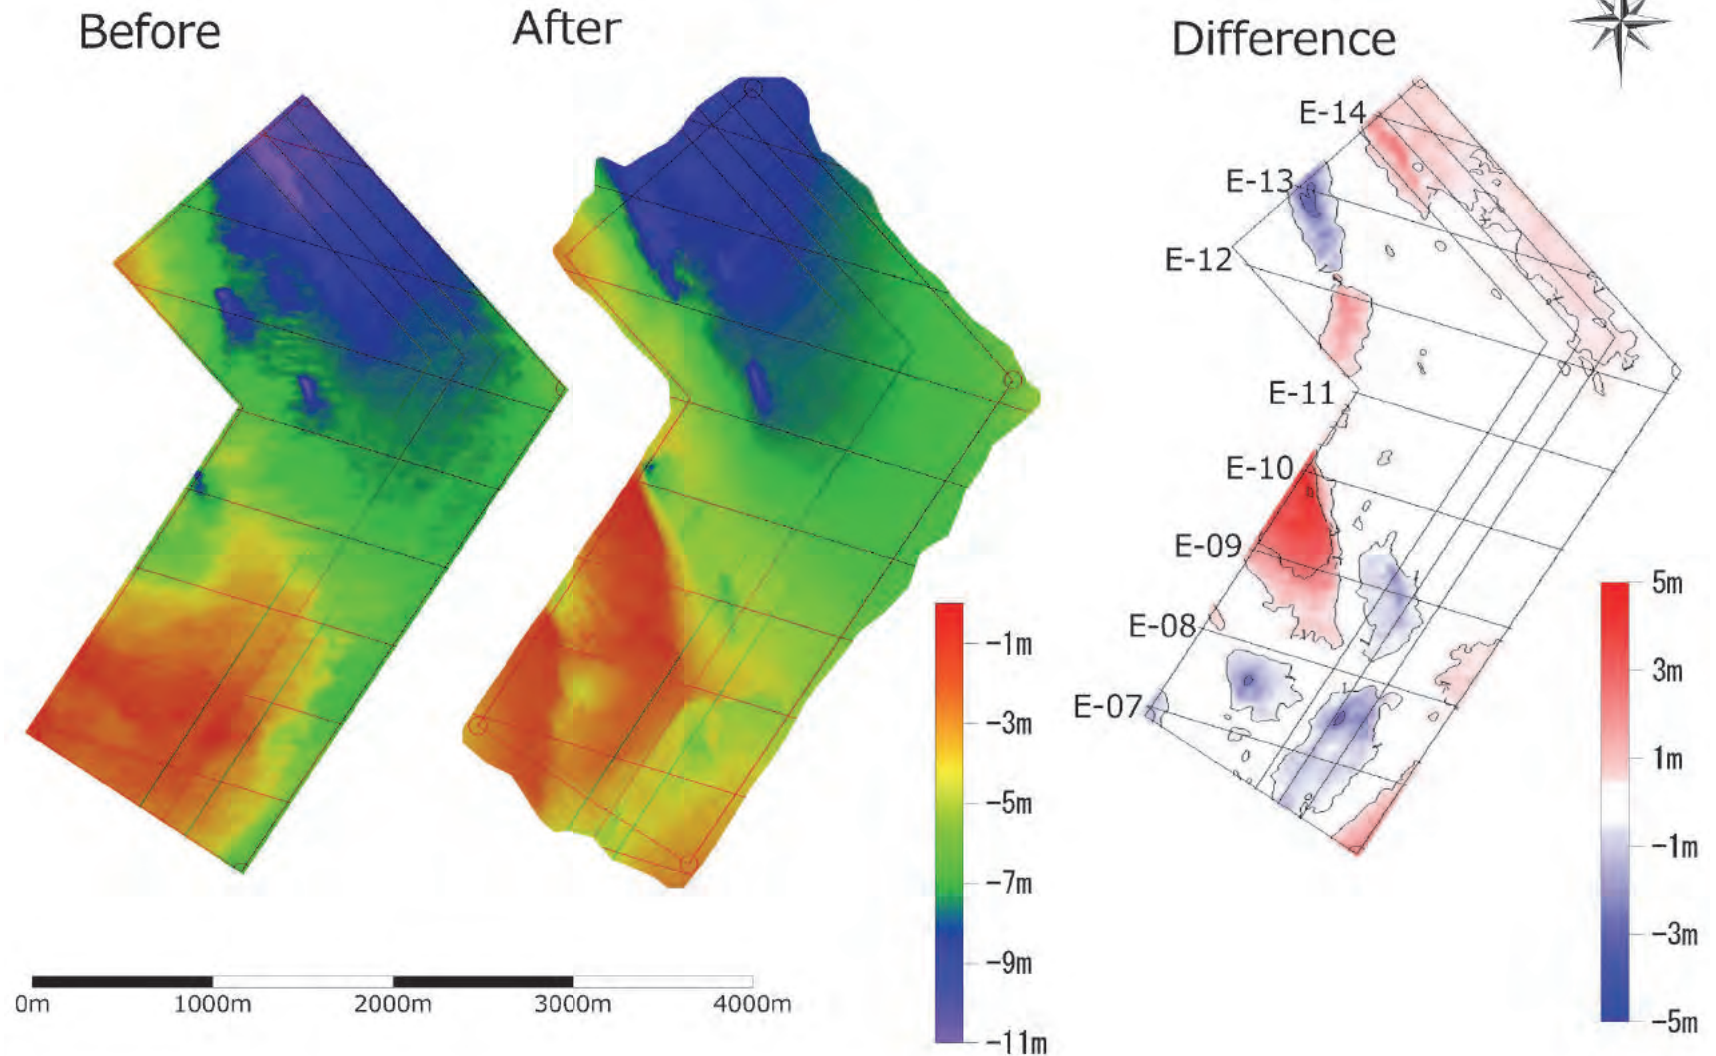 Before
After
Difference
E-14
E-13
E-12
E-11
E-10
E-09
E-08
E-07
-1m
-3m
-5m
-7m
-9m
-11m
5m
3m
1m
-1m
-3m
-5m
0m 1000m 2000m 3000m 4000m